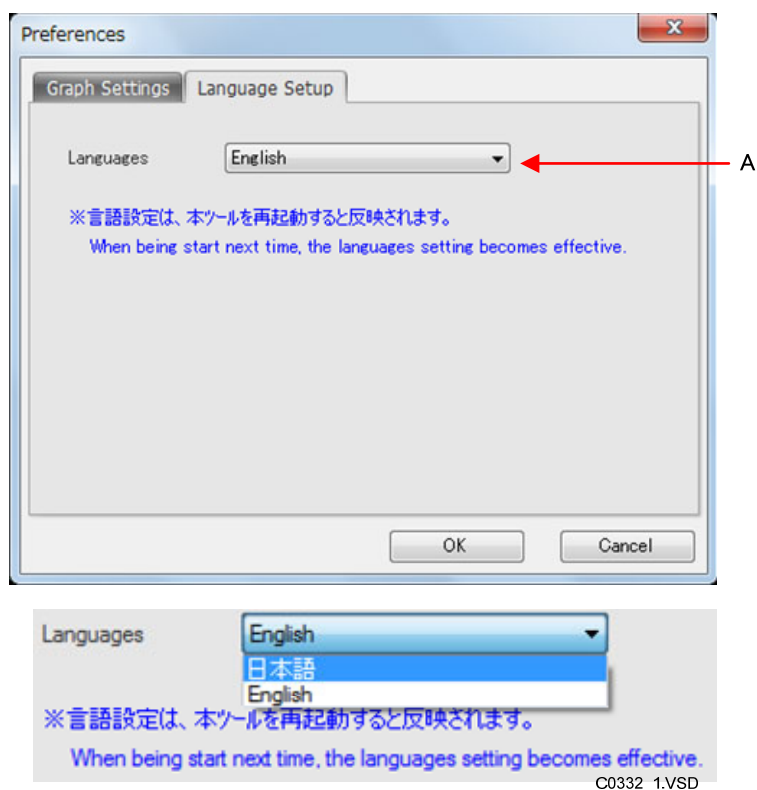 Preferences
Graph Settings
Language Setup
Languages
English
A
※言語設定は、本ツールを再起動すると反映されます。
When being start next time, the languages setting becomes effective.
OK
Cancel
Languages
English
日本語
English
※言語設定は、本ツールを再起動すると反映されます。
When being start next time, the languages setting becomes effective.
C0332_1.VSD